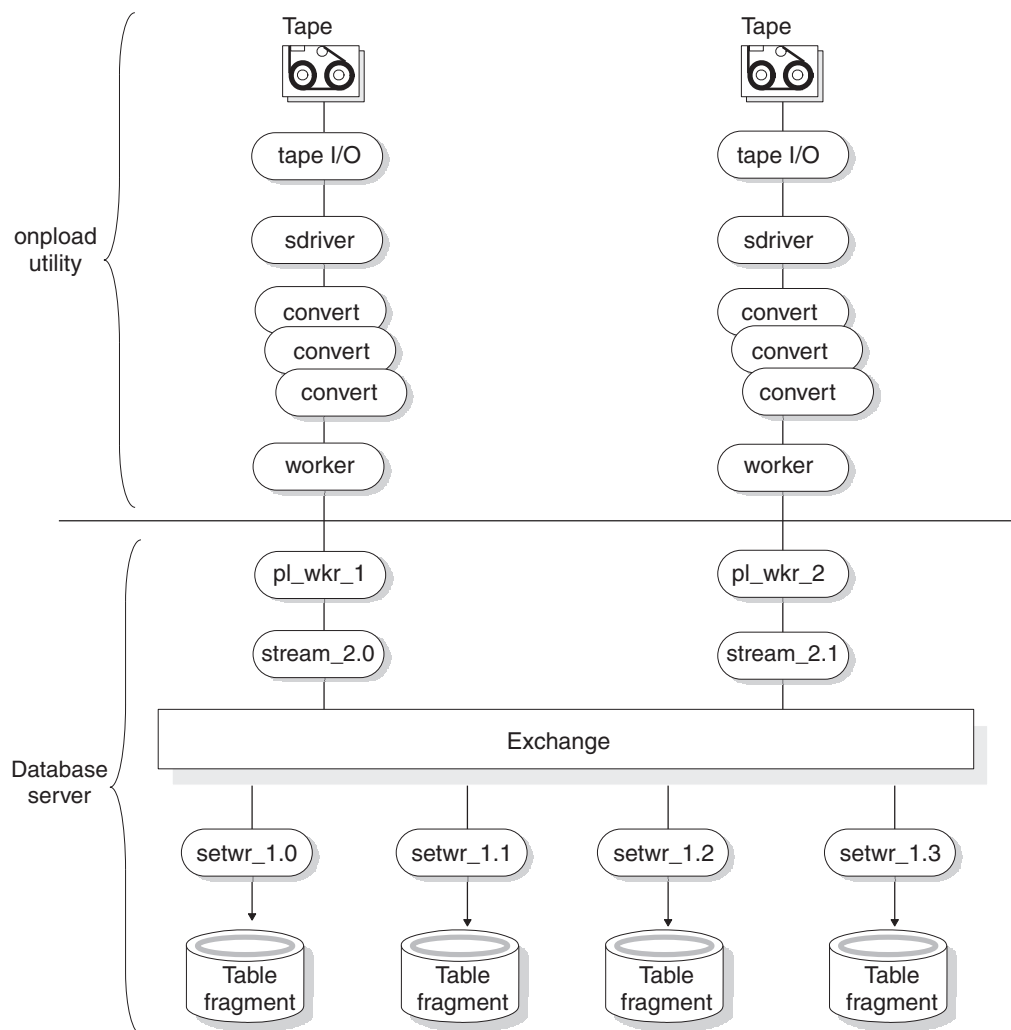 Tape
Tape
tape I/O
tape I/O
onpload
utility
sdriver
sdriver
convert
convert
convert
convert
convert
convert
worker
worker
pl_wkr_1
pl_wkr_2
stream_2.0
stream_2.1
Exchange
Database
server
setwr_1.0
setwr_1.1
setwr_1.2
setwr_1.3
Table
fragment
Table
fragment
Table
fragment
Table
fragment